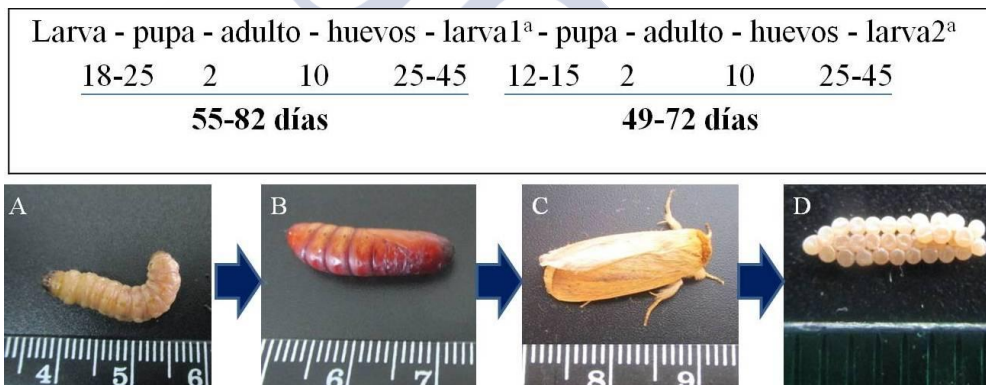 Larva - pupa - adulto - huevos - larva1ª - pupa - adulto - huevos - larva2ª
18-25 2 10 25-45 12-15 2 10 25-45
55-82 días 49-72 días
A B C D
4 5 6 6 7 8 9